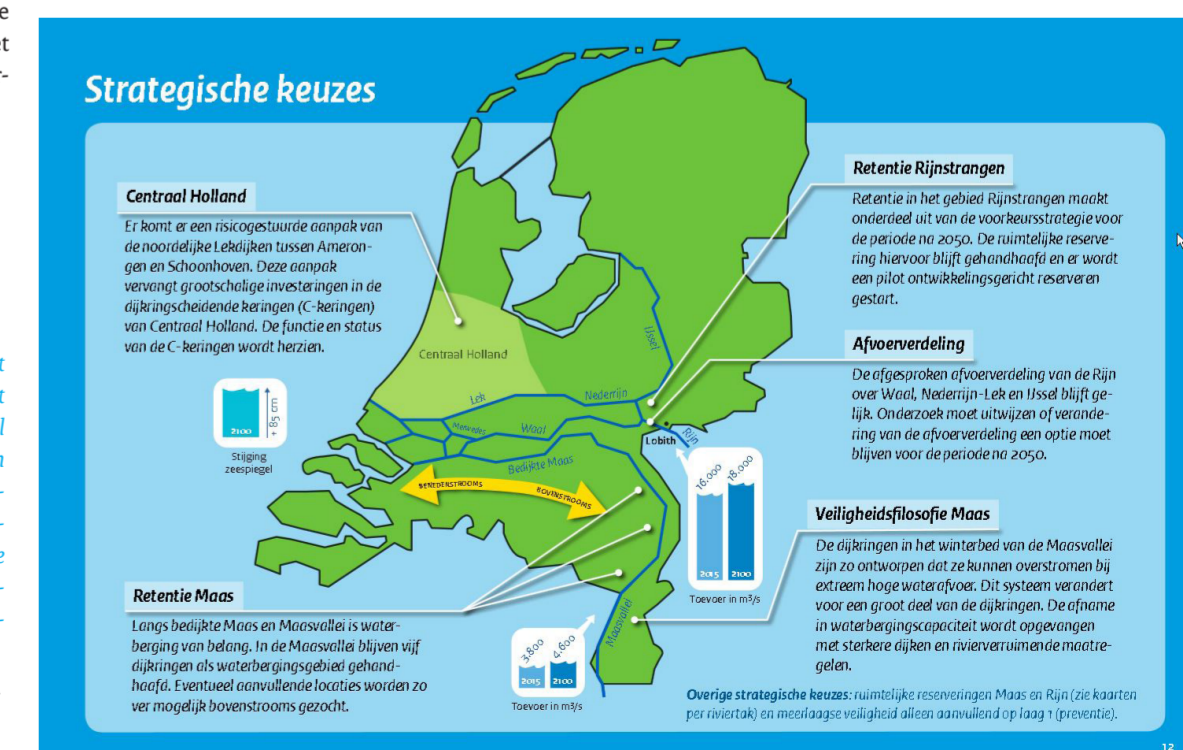 e
et
r-
t
t
l
n
-
-
e
-
-
Strategische keuzes
Centraal Holland
Er komt er een risicogestuurde aanpak van
de noordelijke Lekdijken tussen Ameron-
gen en Schoonhoven. Deze aanpak
vervangt grootschalige investeringen in de
dijkringscheidende keringen (C-keringen)
van Centraal Holland. De functie en status
van de C-keringen wordt herzien.
2100
+ 85 cm
Stijging
zeespiegel
Retentie Maas
Langs bedijkte Maas en Maasvallei is water-
berging van belang. In de Maasvallei blijven vijf
dijkringen als waterbergingsgebied gehand-
haafd. Eventueel aanvullende locaties worden zo
ver mogelijk bovenstrooms gezocht.
Centraal Holland
IJssel
Lek
Nederrijn
Merwedes
Waal
Rijn
Lobith
Bedijkte Maas
BENEDENSTROOMS
BOVENSTROOMS
Maasvallei
3.800
4.600
2015
2100
Toevoer in m³/s
16.000
18.000
2015
2100
Toevoer in m³/s
Retentie Rijnstrangen
Retentie in het gebied Rijnstrangen maakt
onderdeel uit van de voorkeursstrategie voor
de periode na 2050. De ruimtelijke reserve-
ring hiervoor blijft gehandhaafd en er wordt
een pilot ontwikkelingsgericht reserveren
gestart.
Afvoerverdeling
De afgesproken afvoerverdeling van de Rijn
over Waal, Nederrijn-Lek en IJssel blijft ge-
lijk. Onderzoek moet uitwijzen of verande-
ring van de afvoerverdeling een optie moet
blijven voor de periode na 2050.
Veiligheidsfilosofie Maas
De dijkringen in het winterbed van de Maasvallei
zijn zo ontworpen dat ze kunnen overstromen bij
extreem hoge waterafvoer. Dit systeem verandert
voor een groot deel van de dijkringen. De afname
in waterbergingscapaciteit wordt opgevangen
met sterkere dijken en rivierverruimende maatre-
gelen.
Overige strategische keuzes: ruimtelijke reserveringen Maas en Rijn (zie kaarten
per riviertak) en meerlaagse veiligheid alleen aanvullend op laag 1 (preventie).
12